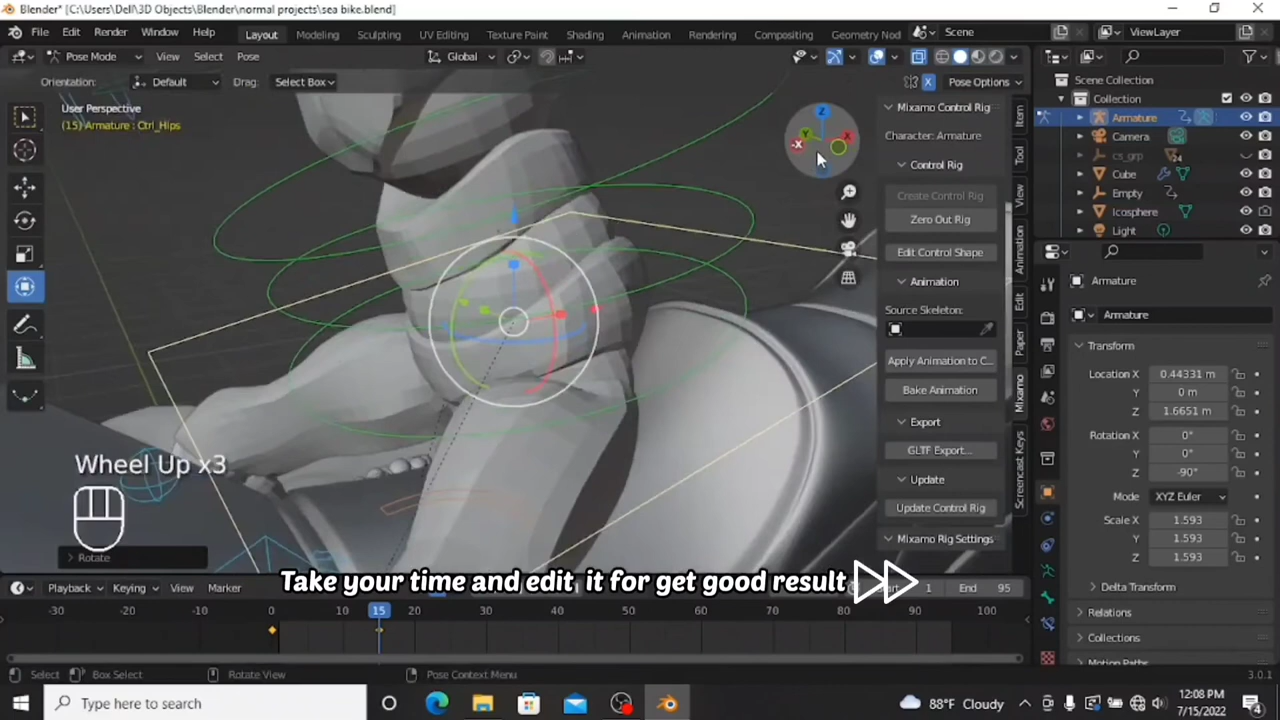 Blender* [C:\Users\Dell\3D Objects\Blender\normal projects\sea bike.blend]
File Edit Render Window Help Layout Modeling Sculpting UV Editing Texture Paint Shading Animation Rendering Compositing Geometry Nod Scene ViewLayer
Pose Mode View Select Pose Global
Orientation: Default Drag: Select Box X Pose Options
User Perspective
(15) Armature : Ctrl_Hips
Z
Y
X
-X
Mixamo Control Rig
Character: Armature
Control Rig
Create Control Rig
Zero Out Rig
Edit Control Shape
Animation
Source Skeleton:
Apply Animation to C...
Bake Animation
Export
GLTF Export...
Update
Update Control Rig
Mixamo Rig Settings
Item
Tool
View
Animation
Edit
Paper
Mixamo
Screencast Keys
Scene Collection
Collection
Armature
Camera
cs_grp
Cube
Empty
Icosphere
Light
Armature
Armature
Transform
Location X 0.44331 m
Y 0 m
Z 1.6651 m
Rotation X 0°
Y 0°
Z -90°
Mode XYZ Euler
Scale X 1.593
Y 1.593
Z 1.593
Delta Transform
Relations
Collections
Motion Paths
Wheel Up x3
Rotate
Take your time and edit it for get good result
Playback Keying View Marker 1 End 95
-30 -20 -10 0 15 20 30 40 50 60 70 80 90 100
Select Box Select Rotate View Pose Context Menu 3.0.1
Type here to search
88°F Cloudy
12:08 PM
7/15/2022
4